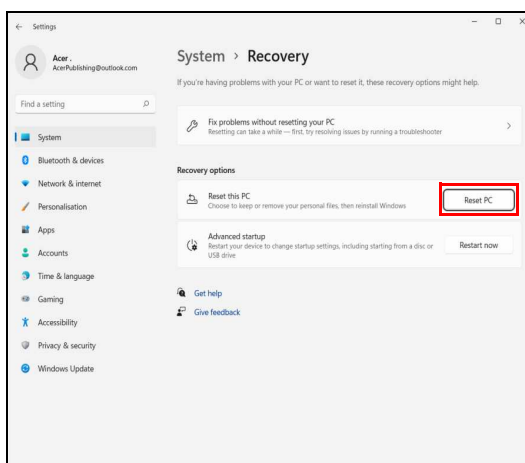 Settings
Acer .
AcerPublishing@outlook.com
Find a setting
System
Bluetooth & devices
Network & internet
Personalisation
Apps
Accounts
Time & language
Gaming
Accessibility
Privacy & security
Windows Update
System > Recovery
If you're having problems with your PC or want to reset it, these recovery options might help.
Fix problems without resetting your PC
Resetting can take a while — first, try resolving issues by running a troubleshooter
Recovery options
Reset this PC
Choose to keep or remove your personal files, then reinstall Windows
Reset PC
Advanced startup
Restart your device to change startup settings, including starting from a disc or
USB drive
Restart now
Get help
Give feedback